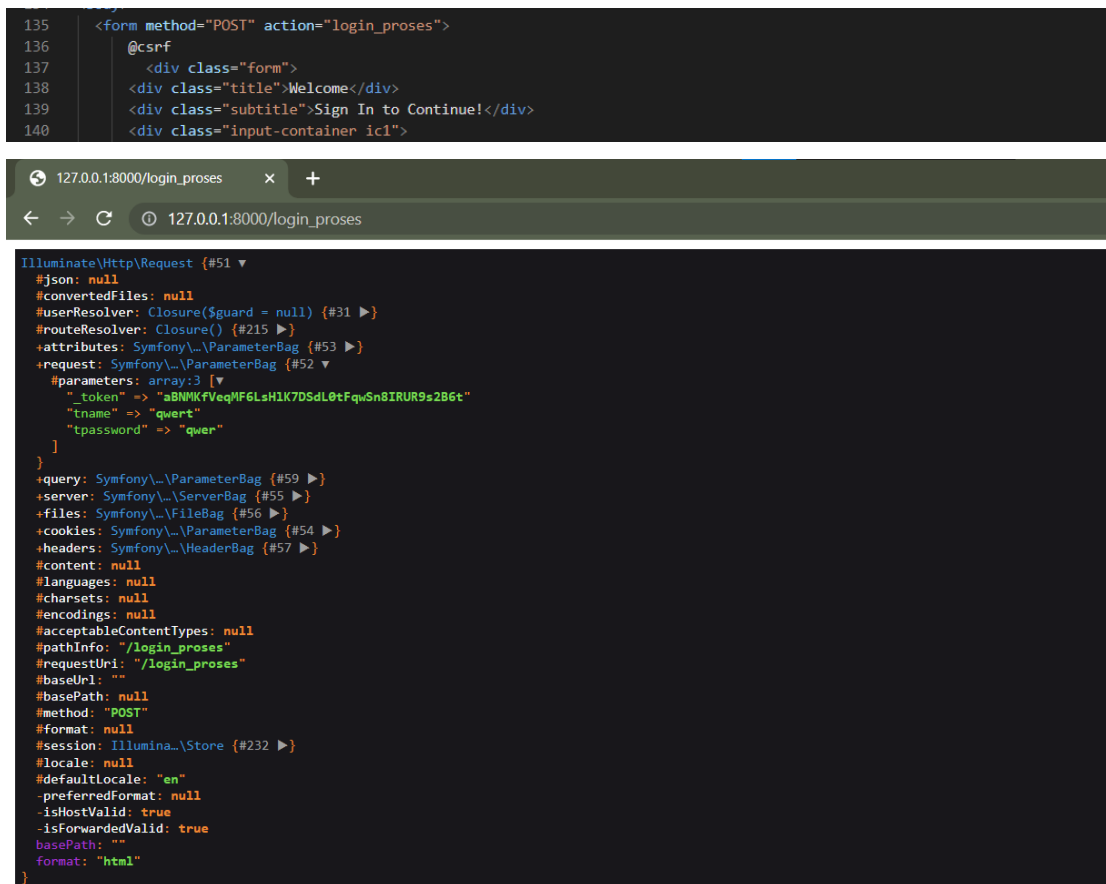 135 <form method="POST" action="login_proses">
136 @csrf
137 <div class="form">
138 <div class="title">Welcome</div>
139 <div class="subtitle">Sign In to Continue!</div>
140 <div class="input-container ic1">
127.0.0.1:8000/login_proses
127.0.0.1:8000/login_proses
Illuminate\Http\Request {#51 ▼
#json: null
#convertedFiles: null
#userResolver: Closure($guard = null) {#31 ▶}
#routeResolver: Closure() {#215 ▶}
+attributes: Symfony\…\ParameterBag {#53 ▶}
+request: Symfony\…\ParameterBag {#52 ▼
#parameters: array:3 [▼
"_token" => "aBNMKfVeqMF6LsHlK7DSdL0tFqwSn8IRUR9s2B6t"
"tname" => "qwert"
"tpassword" => "qwer"
]
}
+query: Symfony\…\ParameterBag {#59 ▶}
+server: Symfony\…\ServerBag {#55 ▶}
+files: Symfony\…\FileBag {#56 ▶}
+cookies: Symfony\…\ParameterBag {#54 ▶}
+headers: Symfony\…\HeaderBag {#57 ▶}
#content: null
#languages: null
#charsets: null
#encodings: null
#acceptableContentTypes: null
#pathInfo: "/login_proses"
#requestUri: "/login_proses"
#baseUrl: ""
#basePath: null
#method: "POST"
#format: null
#session: Illumina…\Store {#232 ▶}
#locale: null
#defaultLocale: "en"
-preferredFormat: null
-isHostValid: true
-isForwardedValid: true
basePath: ""
format: "html"
}